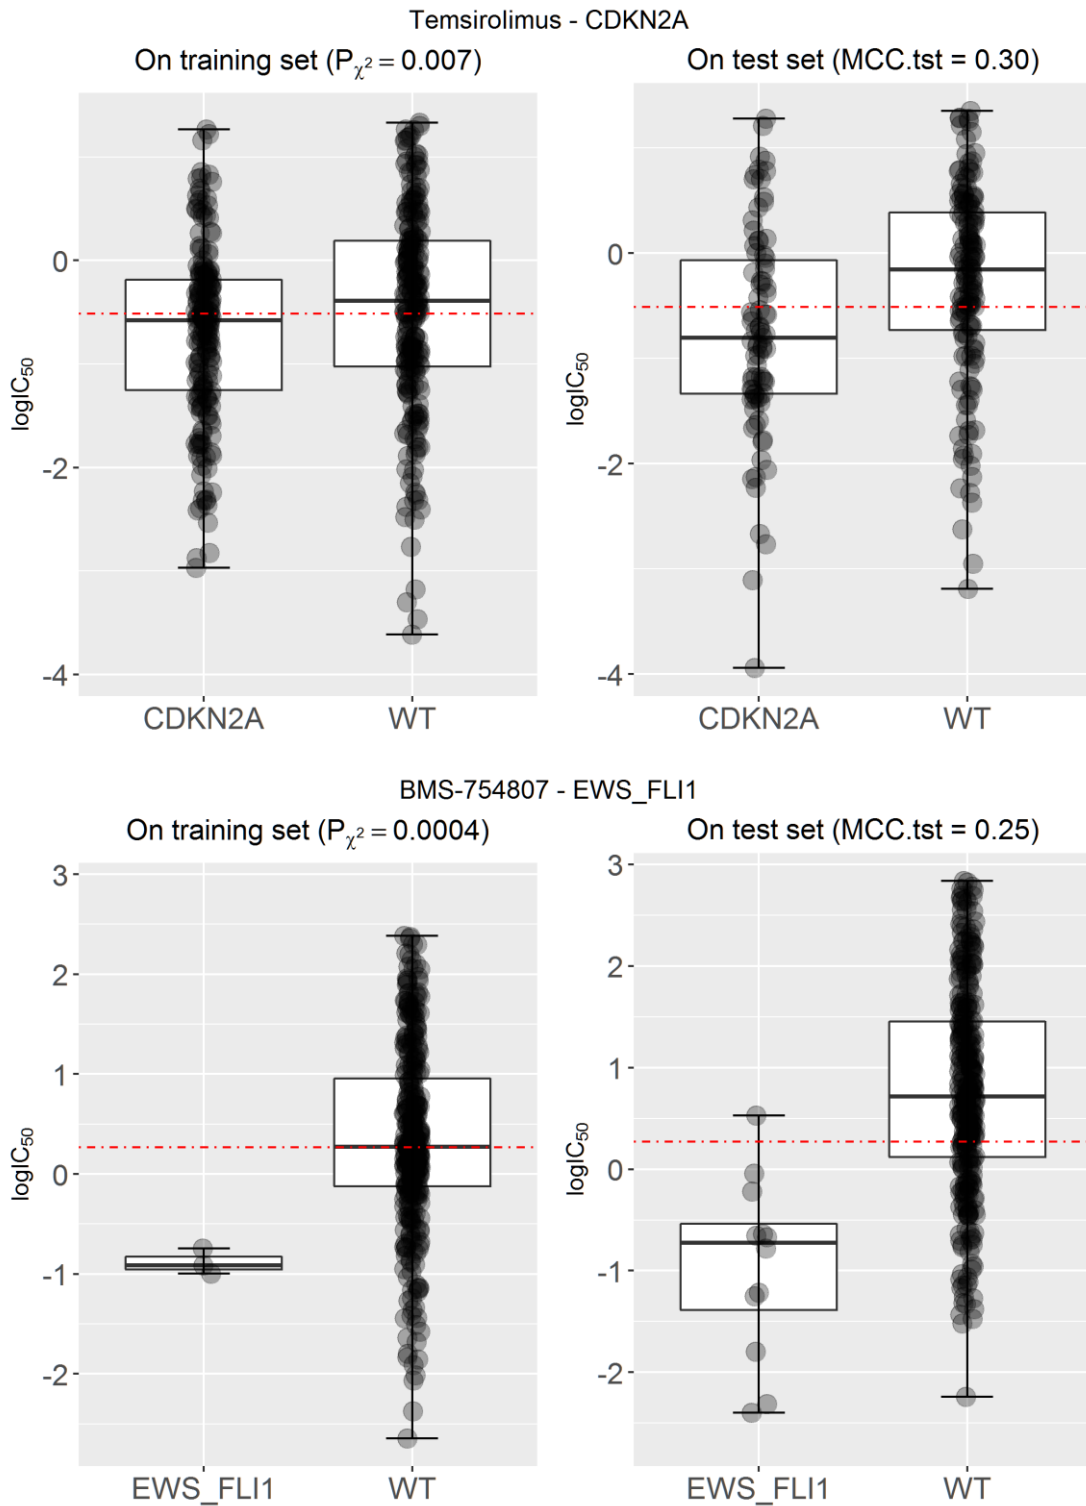 Temsirolimus - CDKN2A
On training set (Pχ² = 0.007)
On test set (MCC.tst = 0.30)
0
-2
-4
logIC50
CDKN2A
WT
0
-2
-4
logIC50
CDKN2A
WT
BMS-754807 - EWS_FLI1
On training set (Pχ² = 0.0004)
On test set (MCC.tst = 0.25)
3
2
1
0
-1
-2
logIC50
EWS_FLI1
WT
3
2
1
0
-1
-2
logIC50
EWS_FLI1
WT